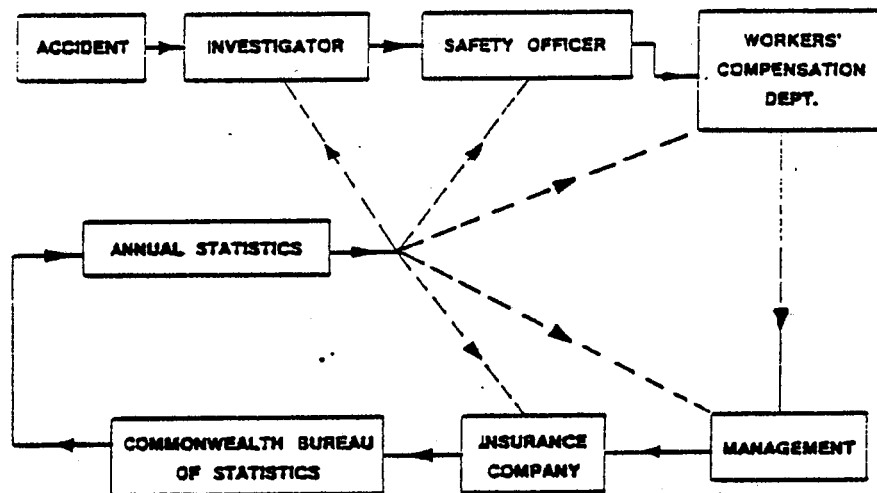 ACCIDENT
INVESTIGATOR
SAFETY OFFICER
WORKERS'
COMPENSATION
DEPT.
ANNUAL STATISTICS
COMMONWEALTH BUREAU
OF STATISTICS
INSURANCE
COMPANY
MANAGEMENT